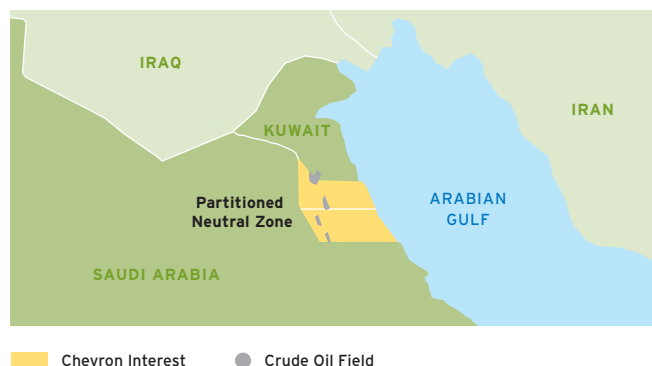 IRAQ
IRAN
KUWAIT
Partitioned
Neutral Zone
ARABIAN
GULF
SAUDI ARABIA
Chevron Interest
Crude Oil Field